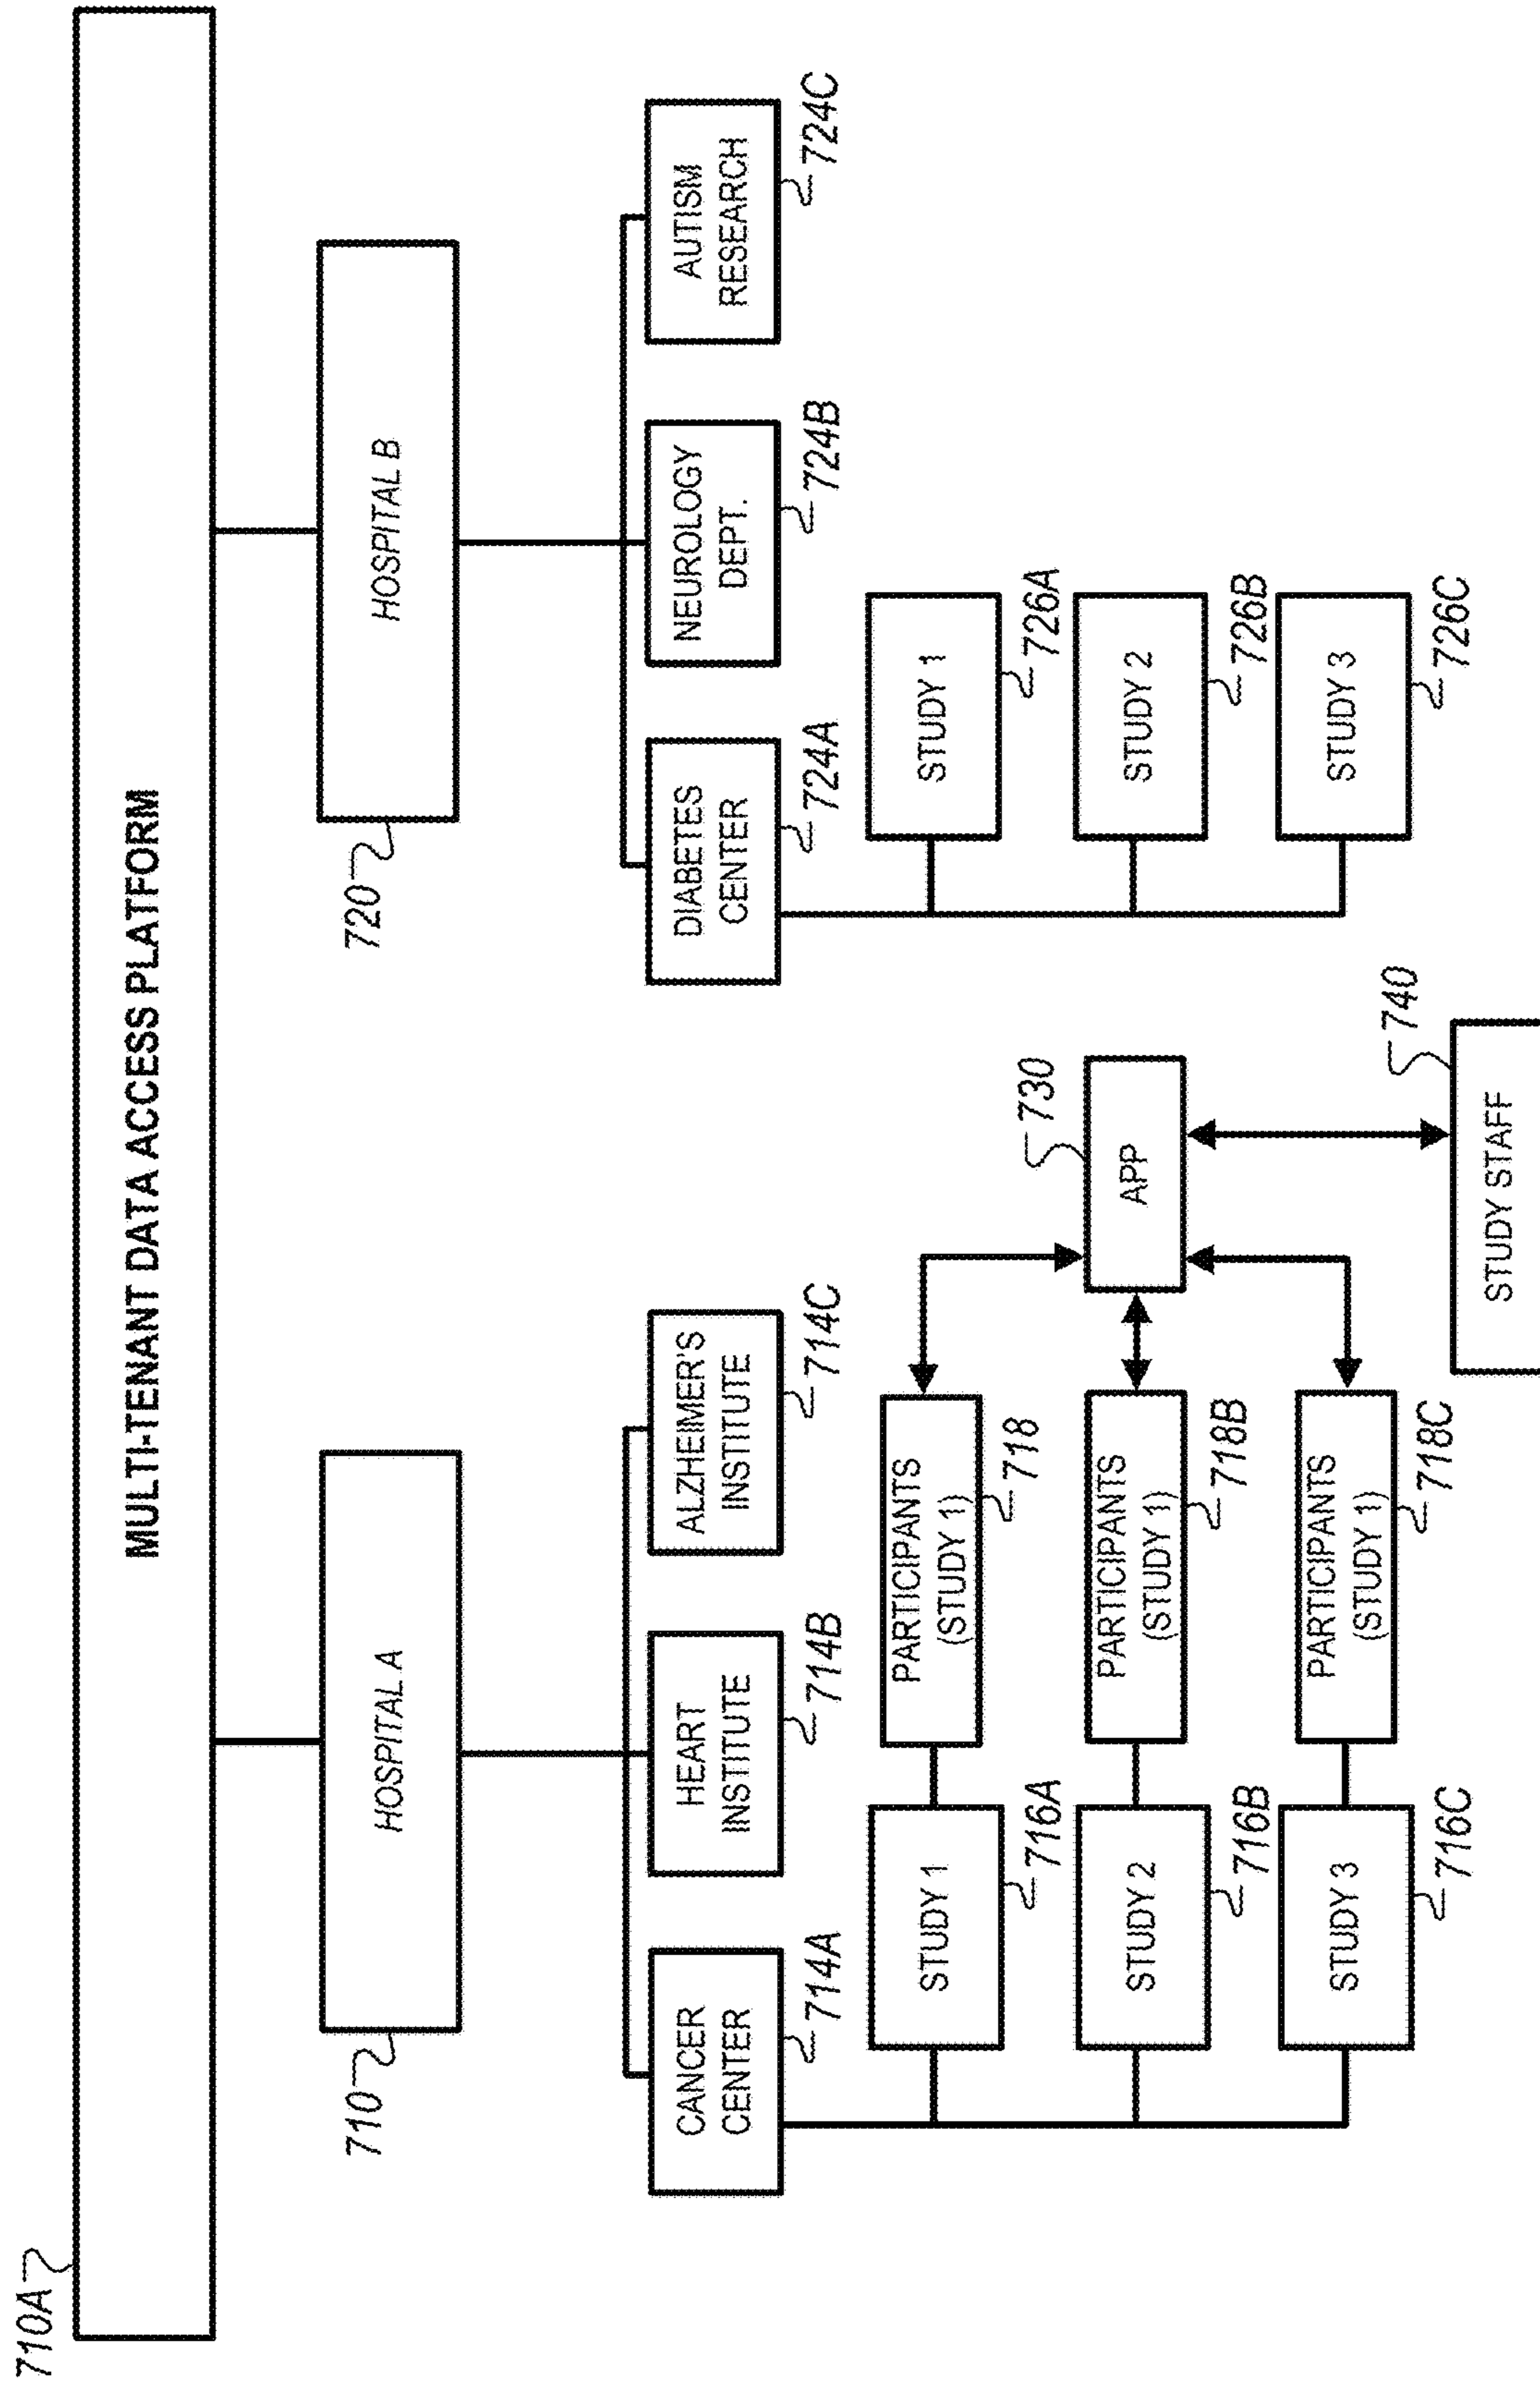 710A
MULTI-TENANT DATA ACCESS PLATFORM
710
HOSPITAL A
720
HOSPITAL B
CANCER
CENTER
714A
HEART
INSTITUTE
714B
ALZHEIMER'S
INSTITUTE
714C
DIABETES
CENTER
724A
NEUROLOGY
DEPT.
724B
AUTISM
RESEARCH
724C
STUDY 1
716A
PARTICIPANTS
(STUDY 1)
718
STUDY 2
716B
PARTICIPANTS
(STUDY 1)
718B
STUDY 3
716C
PARTICIPANTS
(STUDY 1)
718C
730
APP
740
STUDY STAFF
STUDY 1
726A
STUDY 2
726B
STUDY 3
726C